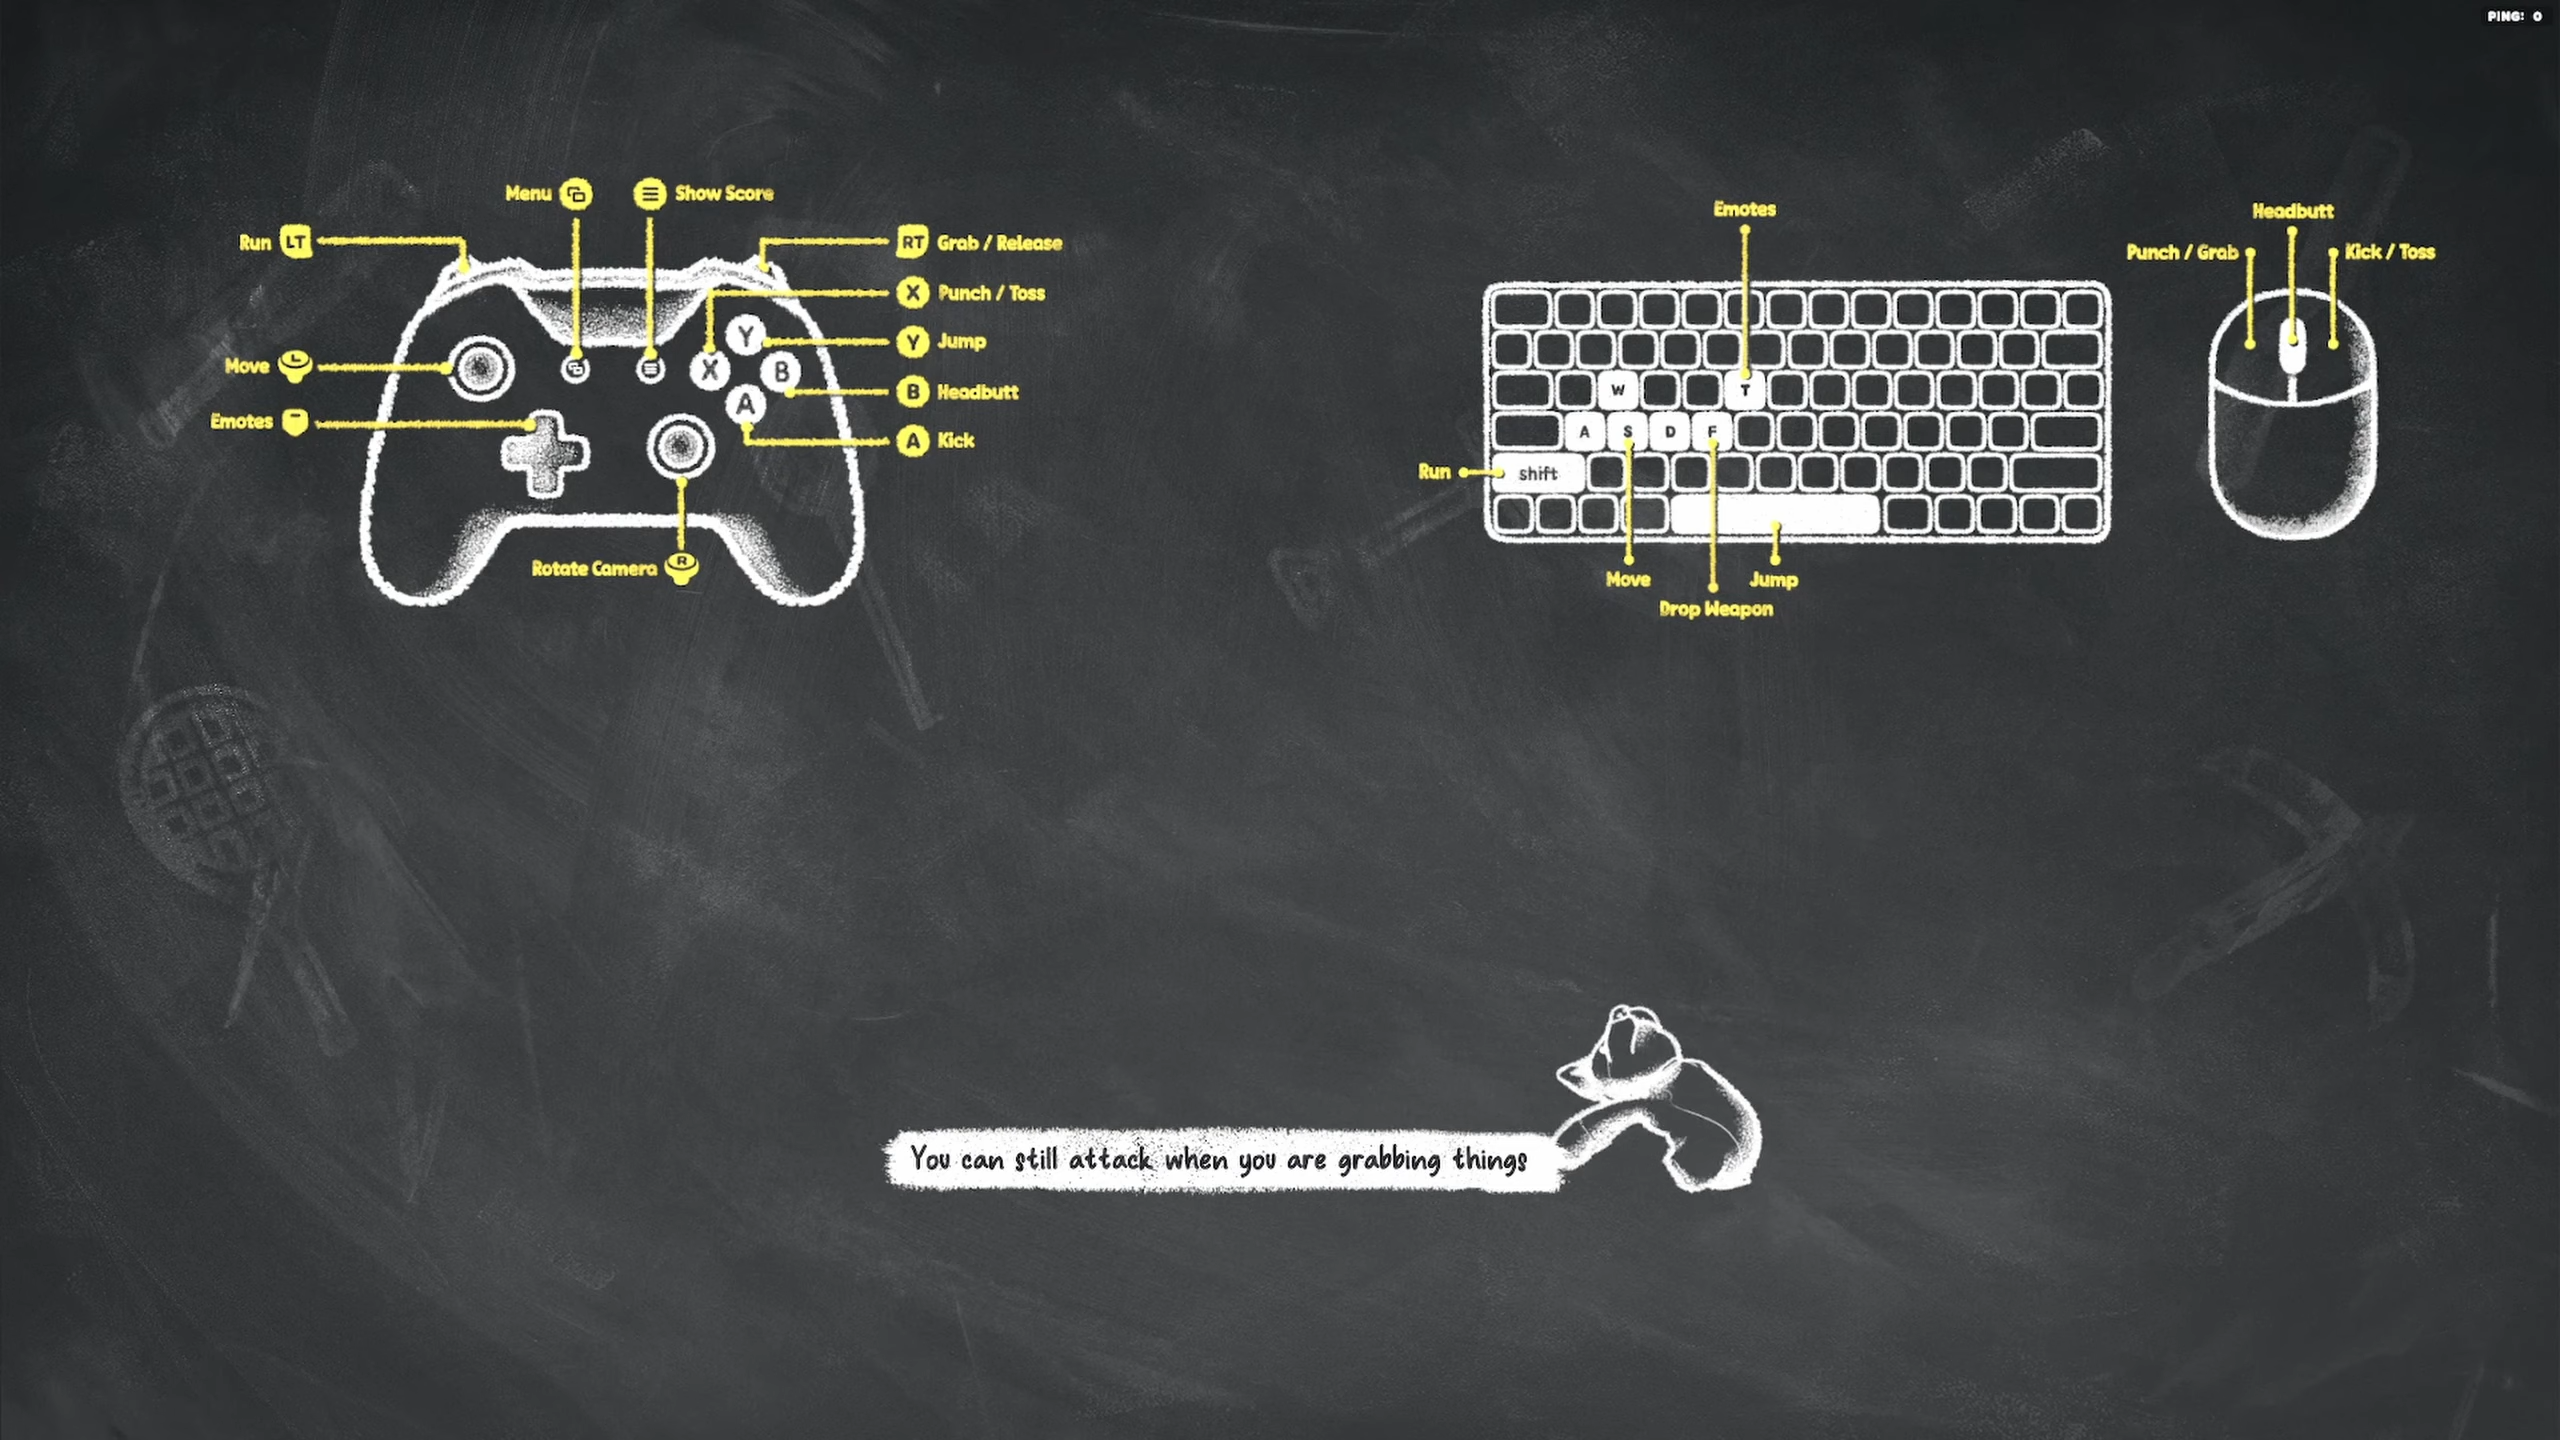 PING: 0
Menu
Show Score
Run LT
RT Grab / Release
X Punch / Toss
Y
Y Jump
Move L
X
B
B Headbutt
A
Emotes
A Kick
Rotate Camera R
Emotes
Headbutt
Punch / Grab
Kick / Toss
W
T
A
S
D
F
Run
shift
Move
Jump
Drop Weapon
You can still attack when you are grabbing things